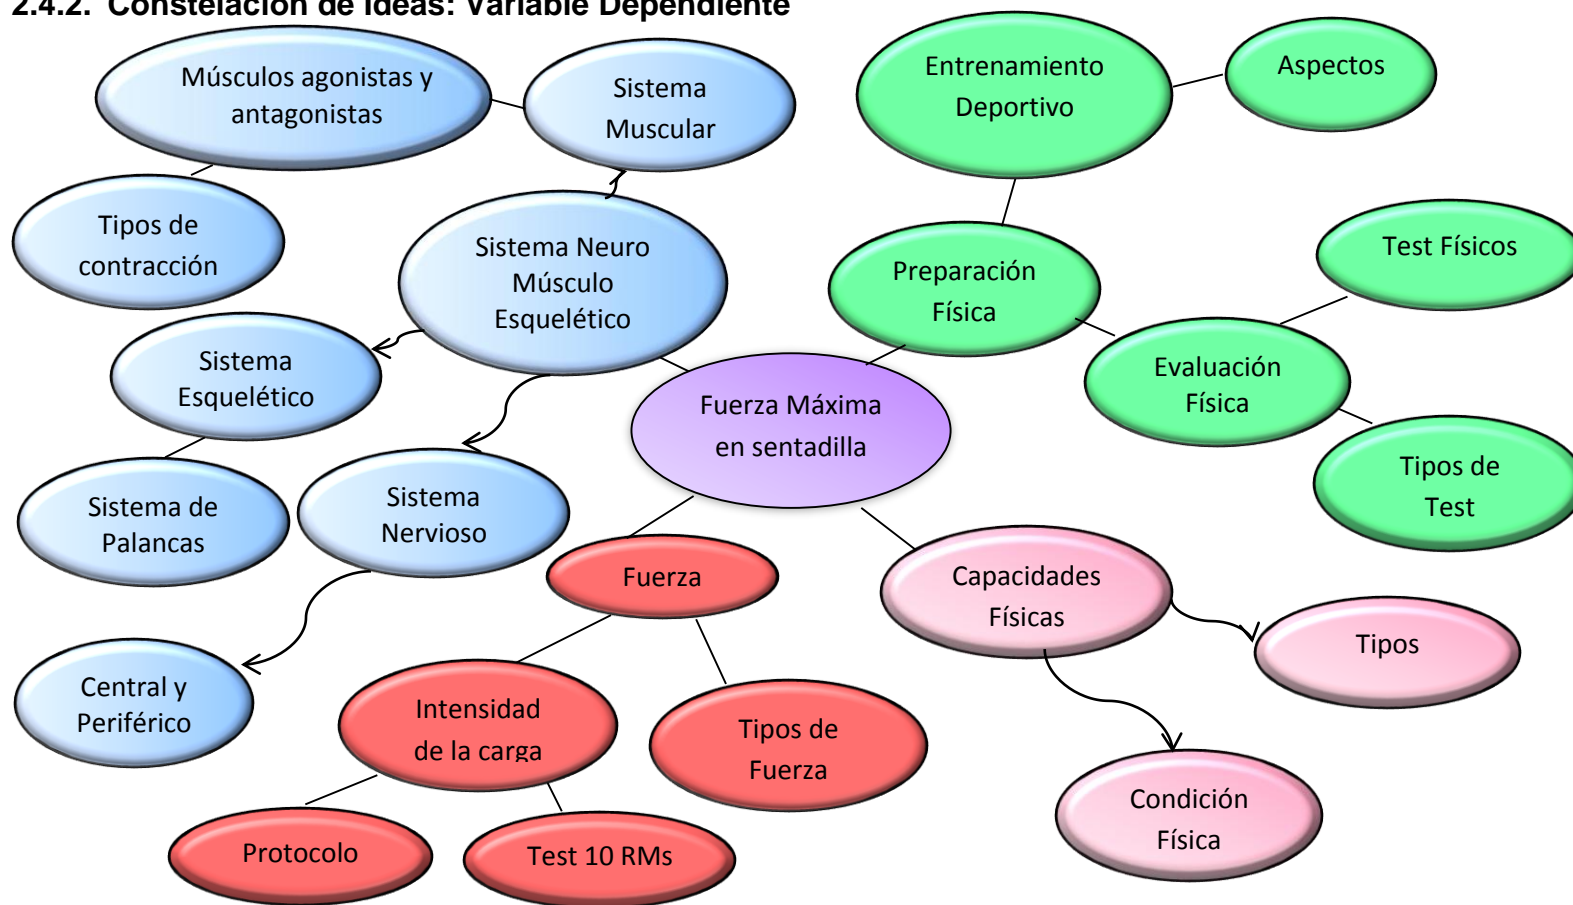 2.4.2. Constelación de Ideas: Variable Dependiente
Músculos agonistas y
antagonistas
Sistema
Muscular
Entrenamiento
Deportivo
Aspectos
Tipos de
contracción
Sistema Neuro
Músculo
Esquelético
Preparación
Física
Test Físicos
Sistema
Esquelético
Evaluación
Física
Fuerza Máxima
en sentadilla
Sistema de
Palancas
Sistema
Nervioso
Tipos de
Test
Fuerza
Capacidades
Físicas
Tipos
Central y
Periférico
Intensidad
de la carga
Tipos de
Fuerza
Condición
Física
Protocolo
Test 10 RMs